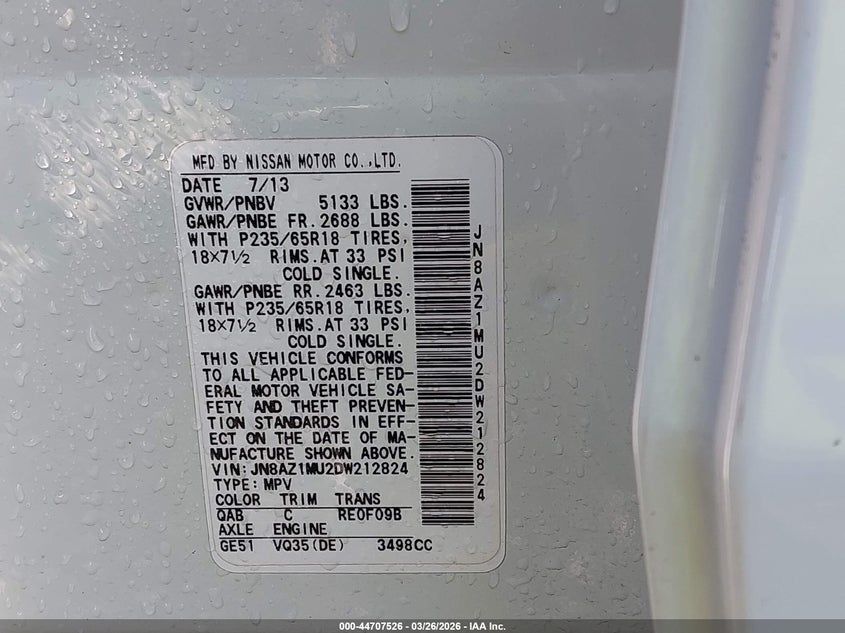 MFD BY NISSAN MOTOR CO.,LTD.
DATE 7/13
GVWR/PNBV 5133 LBS.
GAWR/PNBE FR. 2688 LBS.
WITH P235/65R18 TIRES,
18×7½ RIMS.AT 33 PSI
COLD SINGLE.
GAWR/PNBE RR. 2463 LBS.
WITH P235/65R18 TIRES,
18×7½ RIMS.AT 33 PSI
COLD SINGLE.
THIS VEHICLE CONFORMS
TO ALL APPLICABLE FED-
ERAL MOTOR VEHICLE SA-
FETY AND THEFT PREVEN-
TION STANDARDS IN EFF-
ECT ON THE DATE OF MA-
NUFACTURE SHOWN ABOVE.
VIN: JN8AZ1MU2DW212824
TYPE: MPV
COLOR TRIM TRANS
QAB C RE0F09B
AXLE ENGINE
GE51 VQ35(DE) 3498CC
JN8AZ1MU2DW212824
000-44707526 - 03/26/2026 - IAA Inc.